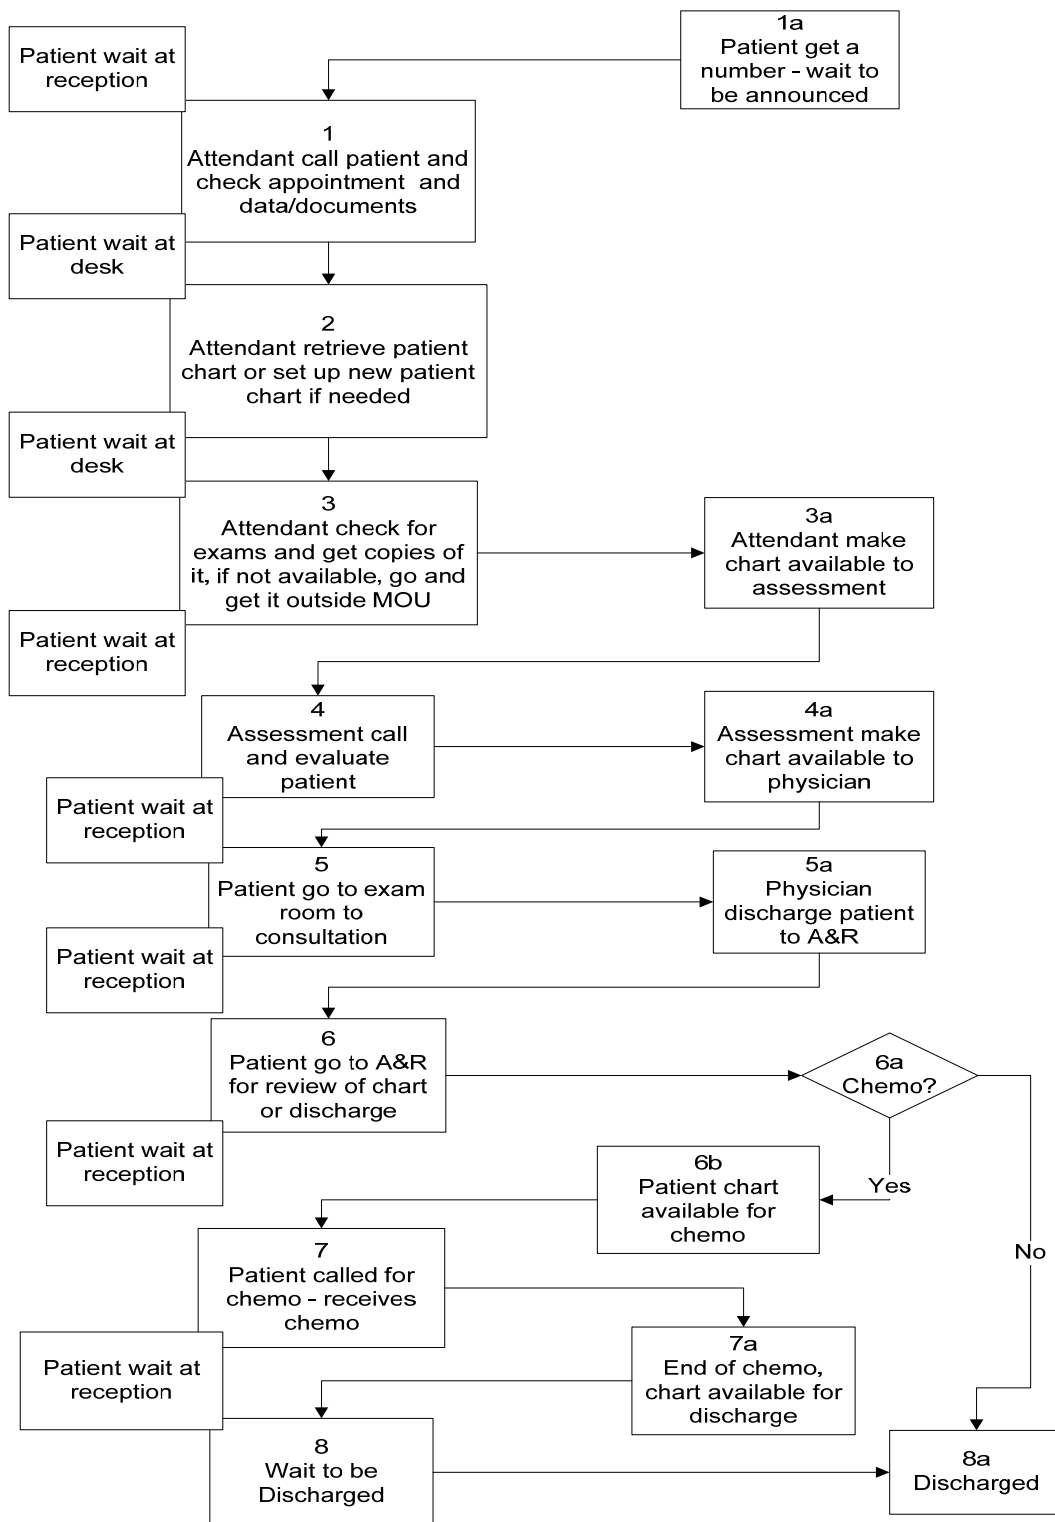 Patient wait at
reception
1a
Patient get a
number - wait to
be announced
1
Attendant call patient and
check appointment and
data/documents
Patient wait at
desk
2
Attendant retrieve patient
chart or set up new patient
chart if needed
Patient wait at
desk
3
Attendant check for
exams and get copies of
it, if not available, go and
get it outside MOU
3a
Attendant make
chart available to
assessment
Patient wait at
reception
4
Assessment call
and evaluate
patient
4a
Assessment make
chart available to
physician
Patient wait at
reception
5
Patient go to exam
room to
consultation
5a
Physician
discharge patient
to A&R
Patient wait at
reception
6
Patient go to A&R
for review of chart
or discharge
6a
Chemo?
Patient wait at
reception
6b
Patient chart
available for
chemo
Yes
No
7
Patient called for
chemo - receives
chemo
Patient wait at
reception
7a
End of chemo,
chart available for
discharge
8
Wait to be
Discharged
8a
Discharged